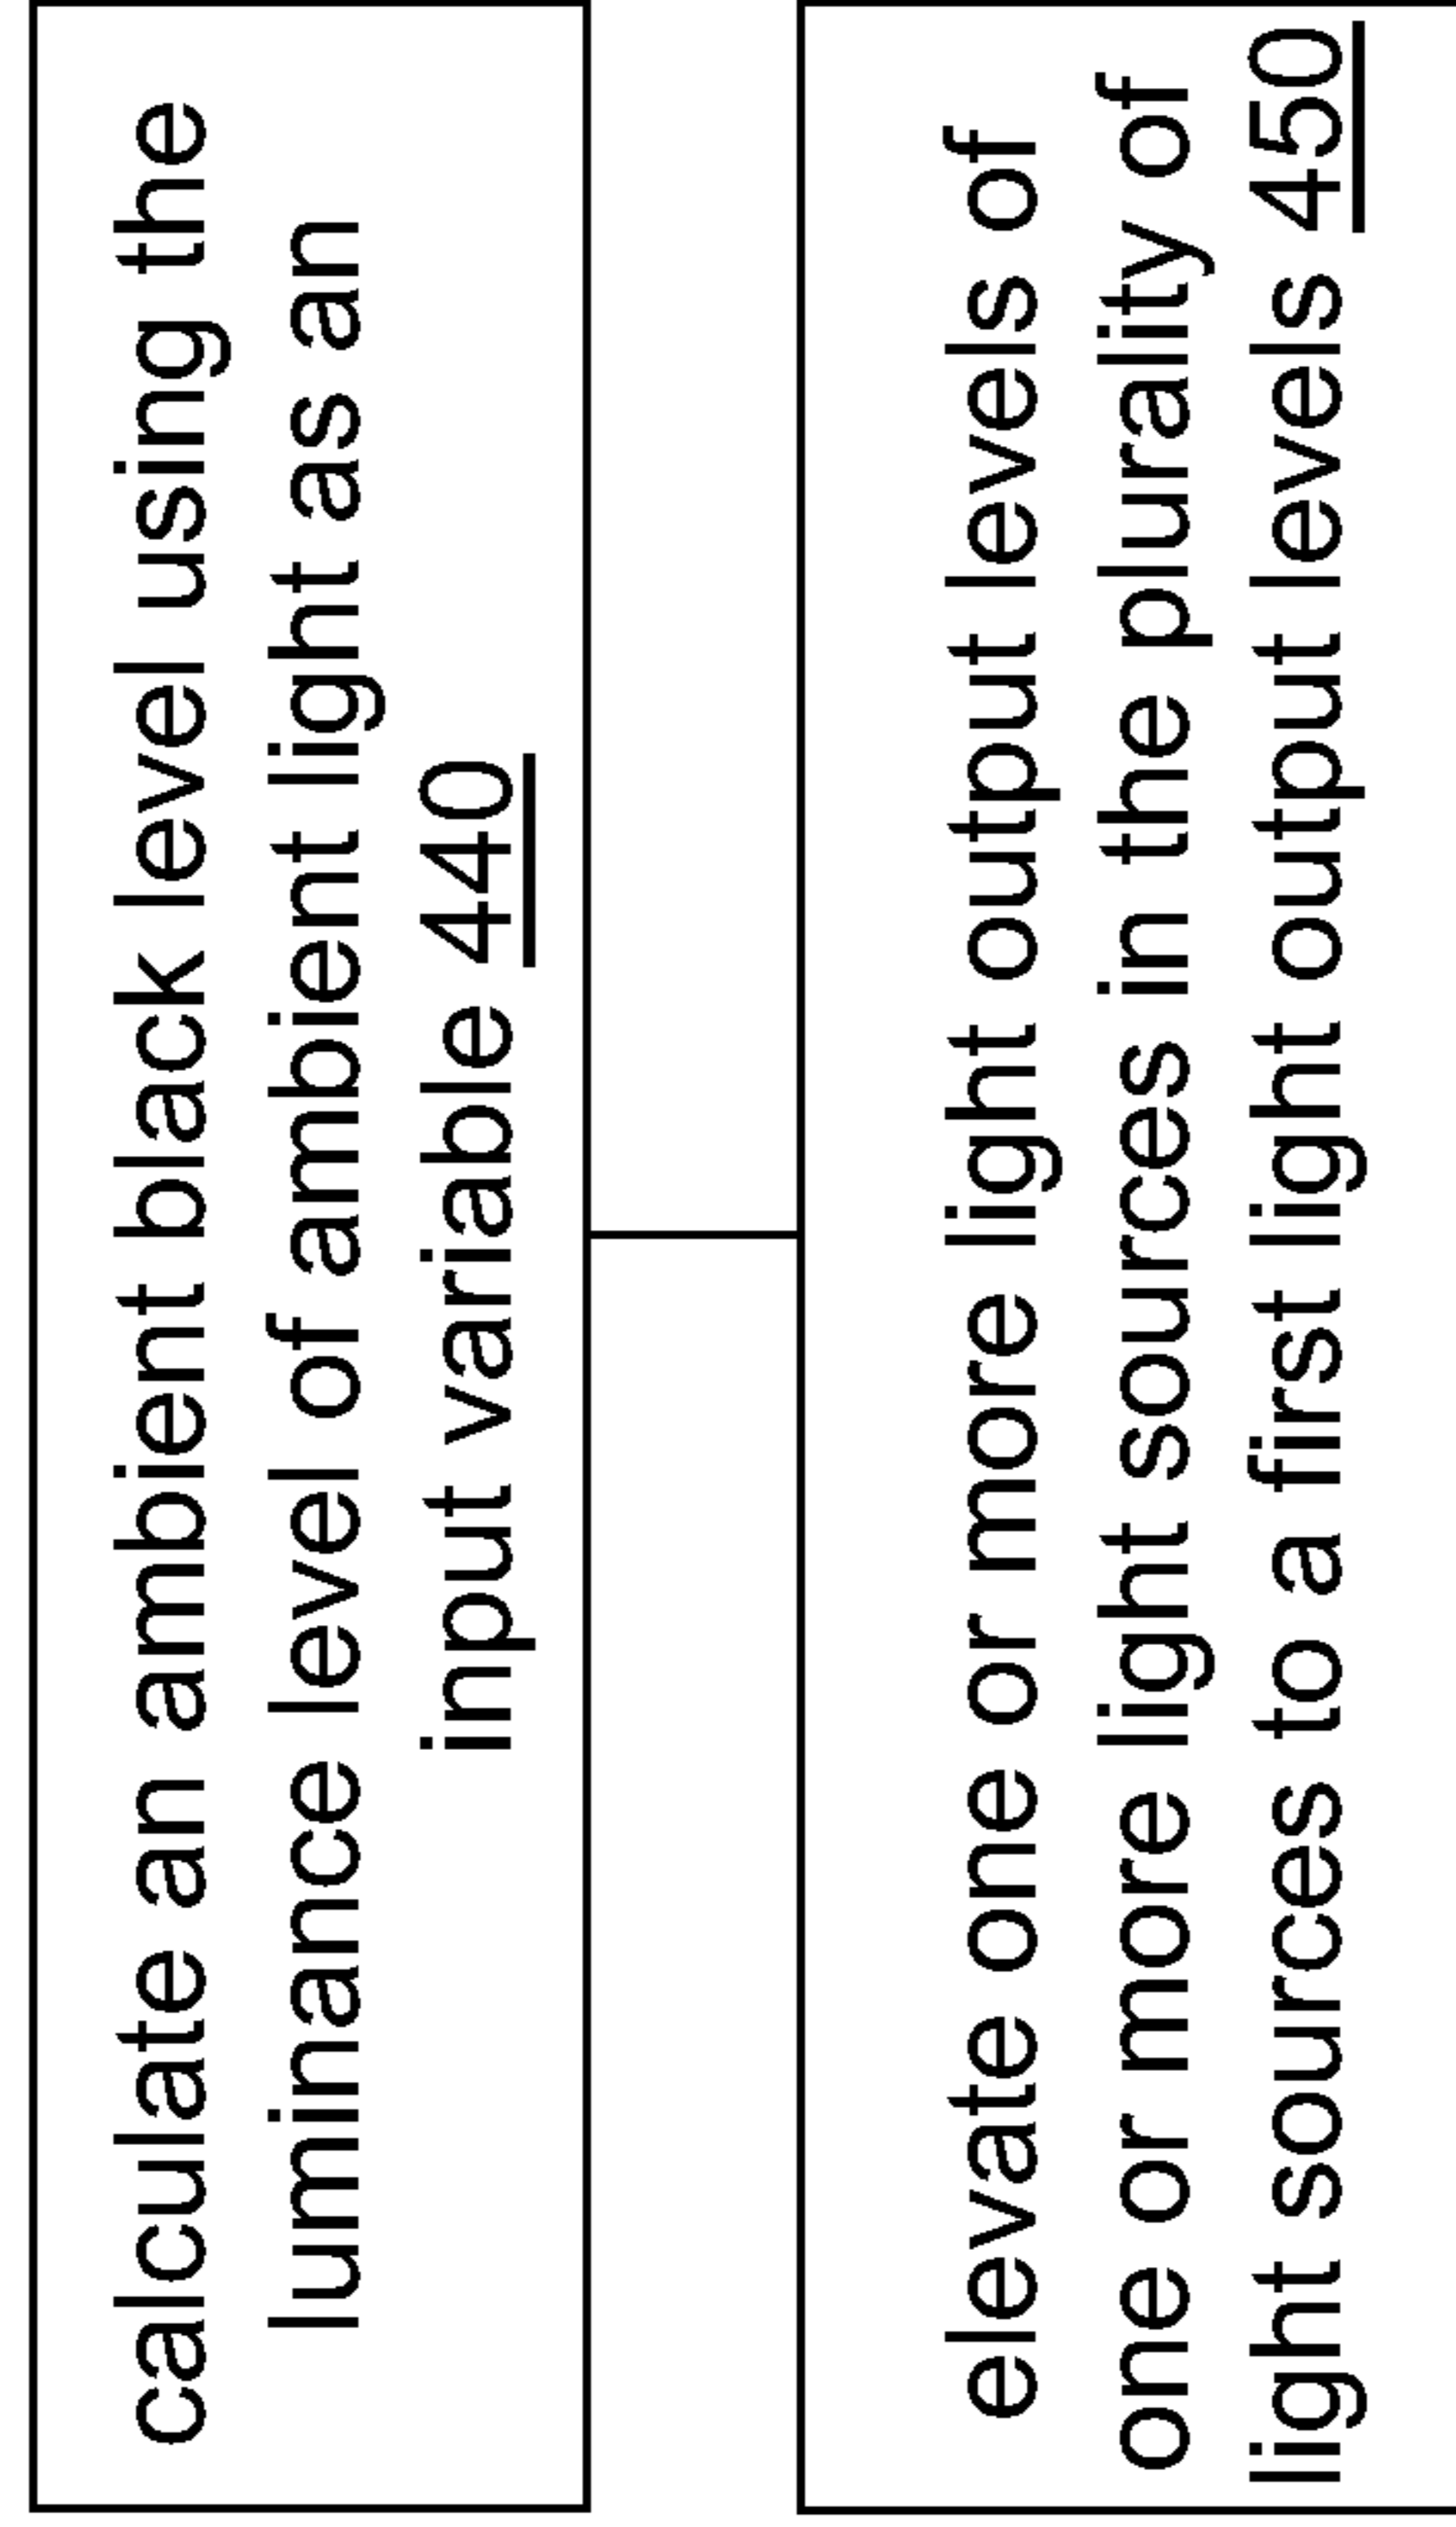 calculate an ambient black level using the
luminance level of ambient light as an
input variable 440
elevate one or more light output levels of
one or more light sources in the plurality of
light sources to a first light output levels 450